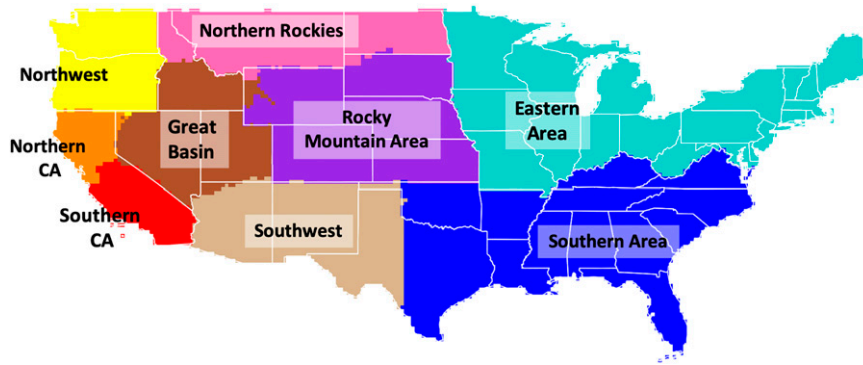 Northern Rockies
Northwest
Great
Basin
Rocky
Mountain Area
Eastern
Area
Northern
CA
Southern
CA
Southwest
Southern Area